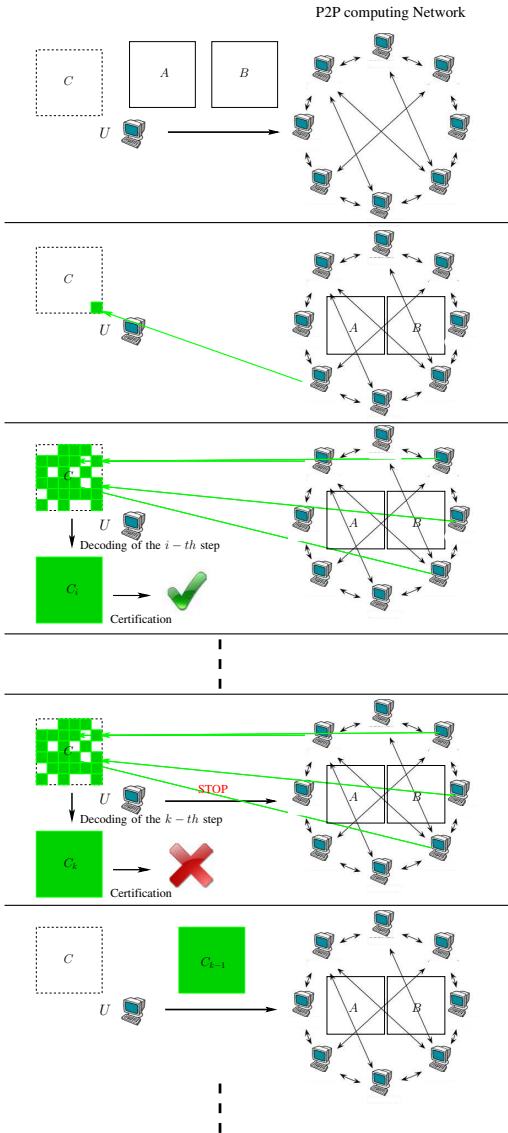 P2P computing Network
C
A
B
U
C
A
B
U
C
A
B
U
Decoding of the i − th step
C_i
Certification
C
A
B
STOP
U
Decoding of the k − th step
C_k
Certification
C
C_{k−1}
A
B
U